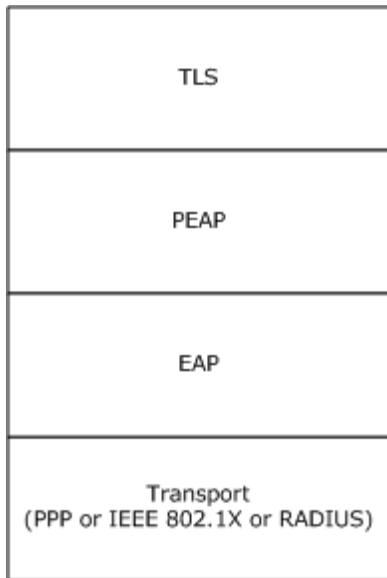 TLS
PEAP
EAP
Transport
(PPP or IEEE 802.1X or RADIUS)